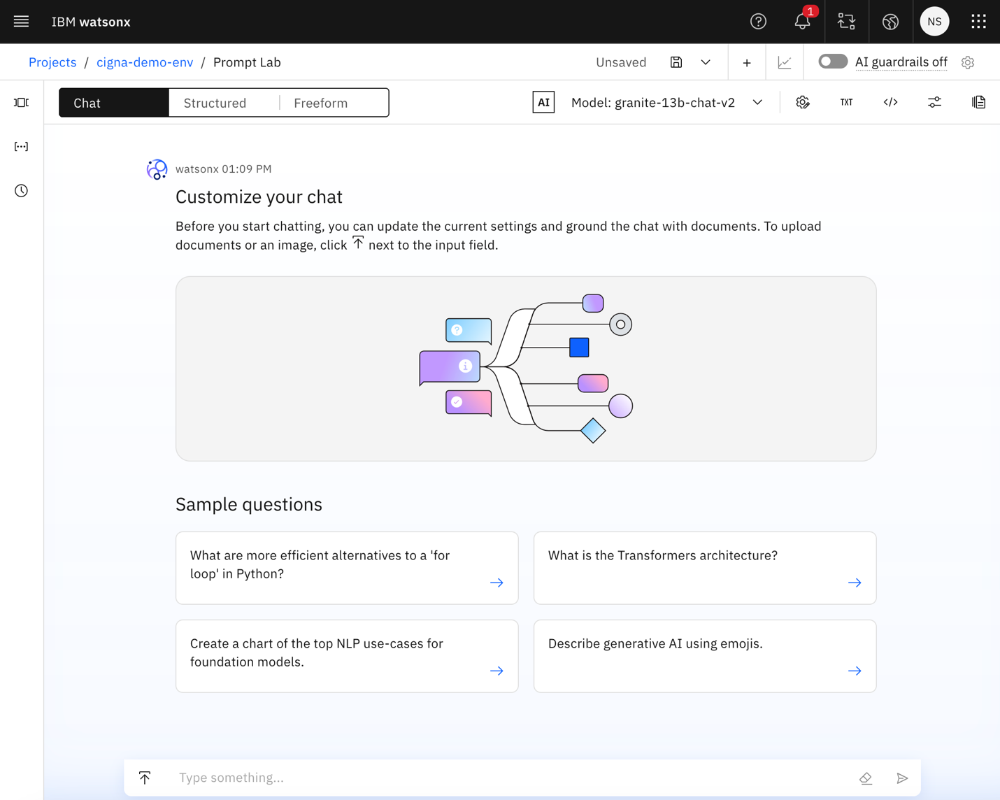 IBM watsonx
1
NS
Projects / cigna-demo-env / Prompt Lab
Unsaved
AI guardrails off
Chat
Structured
Freeform
AI
Model: granite-13b-chat-v2
TXT
watsonx 01:09 PM
Customize your chat
Before you start chatting, you can update the current settings and ground the chat with documents. To upload
documents or an image, click next to the input field.
Sample questions
What are more efficient alternatives to a 'for
loop' in Python?
What is the Transformers architecture?
Create a chart of the top NLP use-cases for
foundation models.
Describe generative AI using emojis.
Type something...